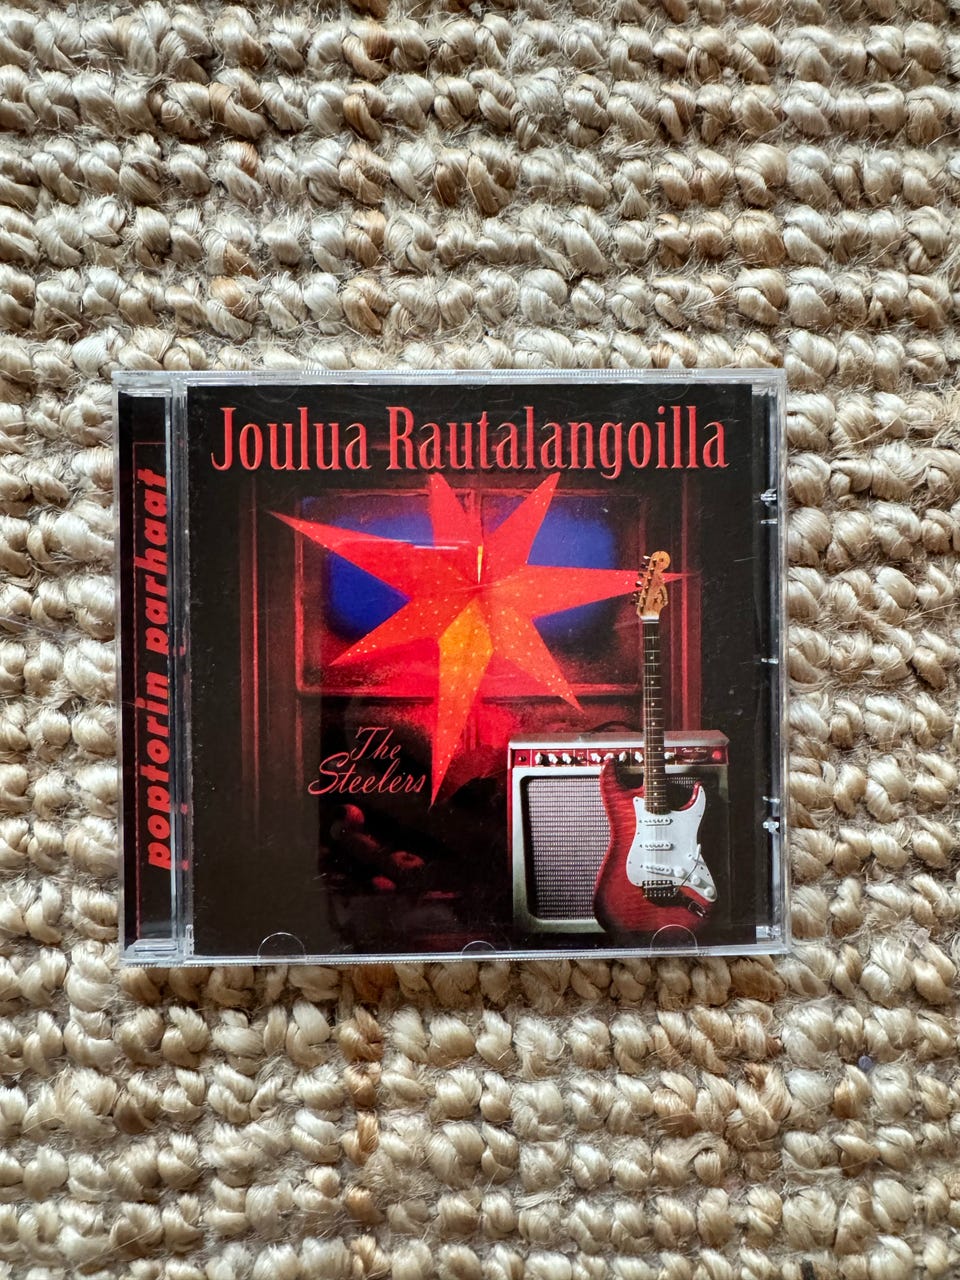 Joulua Rautalangoilla
poptorin parhaat
The
Steelers